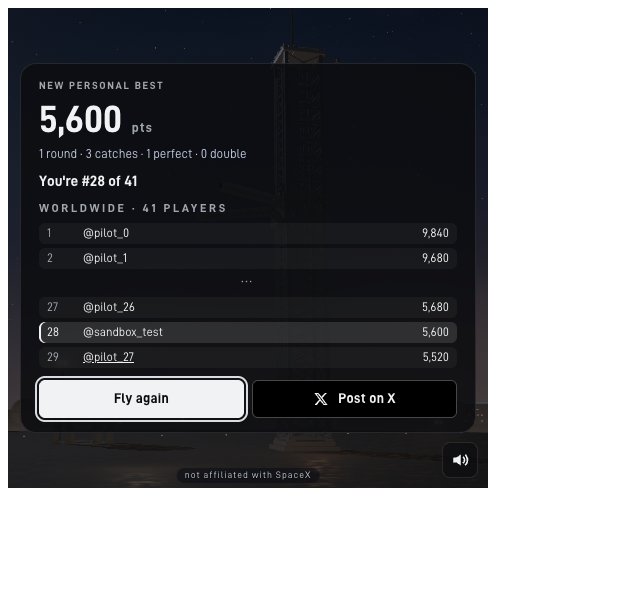 NEW PERSONAL BEST
5,600 pts
1 round · 3 catches · 1 perfect · 0 double
You're #28 of 41
WORLDWIDE · 41 PLAYERS
1 @pilot_0 9,840
2 @pilot_1 9,680
...
27 @pilot_26 5,680
28 @sandbox_test 5,600
29 @pilot_27 5,520
Fly again
Post on X
not affiliated with SpaceX